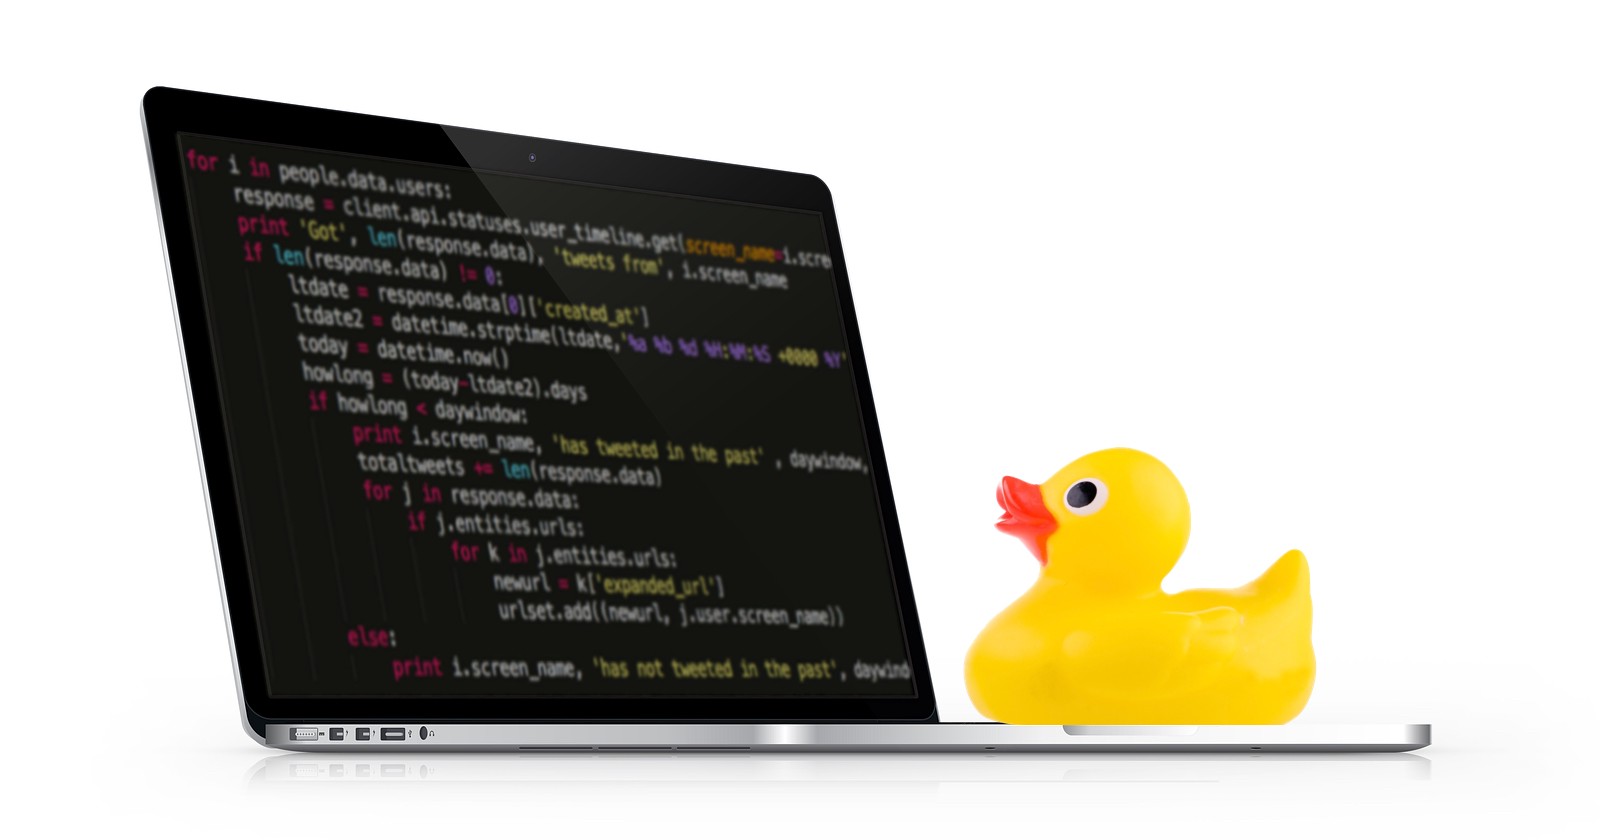 for i in people.data.users:
response = client.api.statuses.user_timeline.get(screen_name=i.scre
print 'Got', len(response.data), 'tweets from', i.screen_name
if len(response.data) != 0:
ltdate = response.data[0]['created_at']
ltdate2 = datetime.strptime(ltdate,'%a %b %d %H:%M:%S +0000 %Y'
today = datetime.now()
howlong = (today-ltdate2).days
if howlong < daywindow:
print i.screen_name, 'has tweeted in the past' , daywindow,
totaltweets += len(response.data)
for j in response.data:
if j.entities.urls:
for k in j.entities.urls:
newurl = k['expanded_url']
urlset.add((newurl, j.user.screen_name))
else:
print i.screen_name, 'has not tweeted in the past', daywind